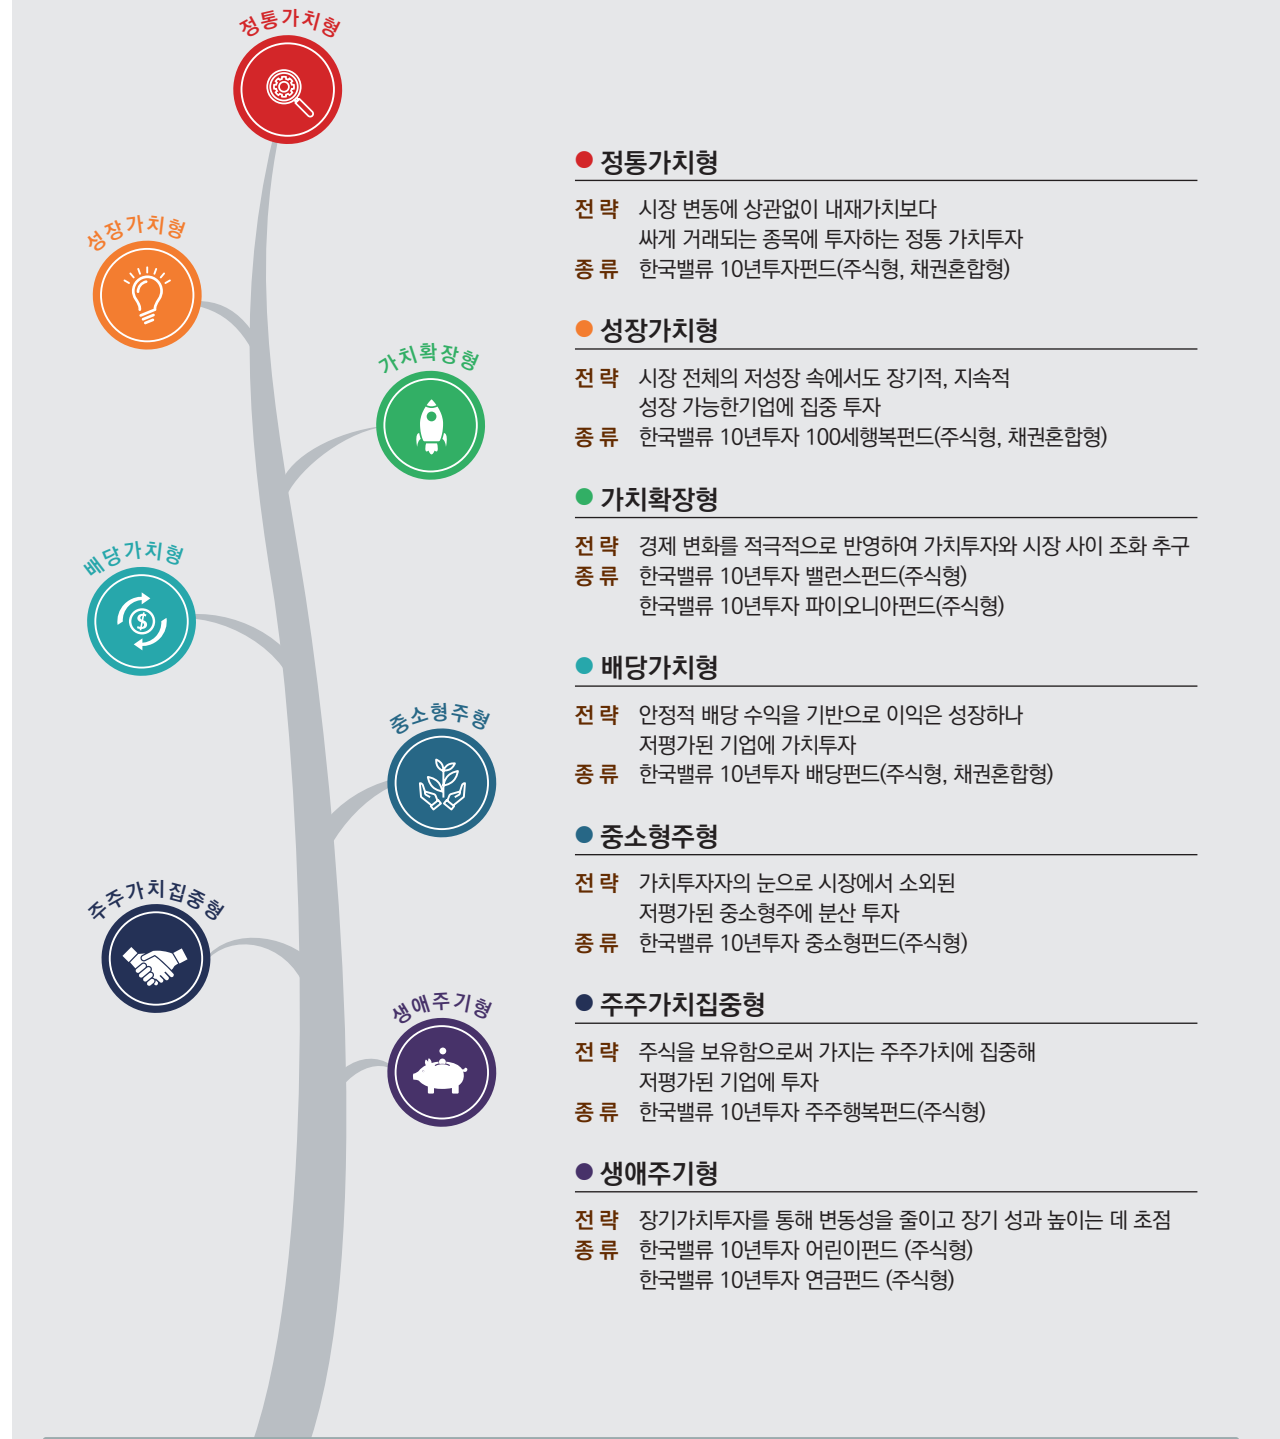 정통가치형
성장가치형
가치확장형
배당가치형
중소형주형
주주가치집중형
생애주기형
정통가치형
전 략 시장 변동에 상관없이 내재가치보다
싸게 거래되는 종목에 투자하는 정통 가치투자
종 류 한국밸류 10년투자펀드(주식형, 채권혼합형)
성장가치형
전 략 시장 전체의 저성장 속에서도 장기적, 지속적
성장 가능한기업에 집중 투자
종 류 한국밸류 10년투자 100세행복펀드(주식형, 채권혼합형)
가치확장형
전 략 경제 변화를 적극적으로 반영하여 가치투자와 시장 사이 조화 추구
종 류 한국밸류 10년투자 밸런스펀드(주식형)
한국밸류 10년투자 파이오니아펀드(주식형)
배당가치형
전 략 안정적 배당 수익을 기반으로 이익은 성장하나
저평가된 기업에 가치투자
종 류 한국밸류 10년투자 배당펀드(주식형, 채권혼합형)
중소형주형
전 략 가치투자자의 눈으로 시장에서 소외된
저평가된 중소형주에 분산 투자
종 류 한국밸류 10년투자 중소형펀드(주식형)
주주가치집중형
전 략 주식을 보유함으로써 가지는 주주가치에 집중해
저평가된 기업에 투자
종 류 한국밸류 10년투자 주주행복펀드(주식형)
생애주기형
전 략 장기가치투자를 통해 변동성을 줄이고 장기 성과 높이는 데 초점
종 류 한국밸류 10년투자 어린이펀드 (주식형)
한국밸류 10년투자 연금펀드 (주식형)